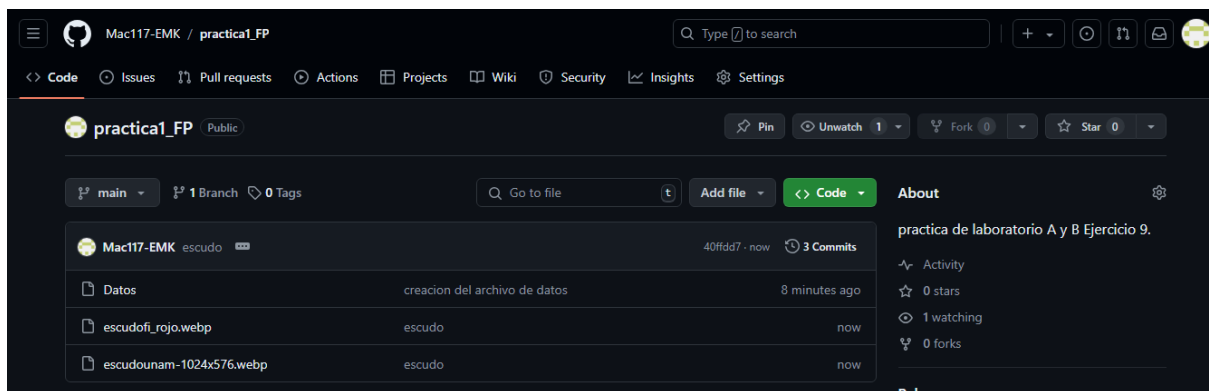 Mac117-EMK / practica1_FP Type / to search
Code Issues Pull requests Actions Projects Wiki Security Insights Settings
practica1_FP Public Pin Unwatch 1 Fork 0 Star 0
main 1 Branch 0 Tags Go to file t Add file Code About
practica de laboratorio A y B Ejercicio 9.
Mac117-EMK escudo 40ffdd7 · now 3 Commits
Activity
Datos creacion del archivo de datos 8 minutes ago
0 stars
escudofi_rojo.webp escudo now
1 watching
0 forks
escudounam-1024x576.webp escudo now